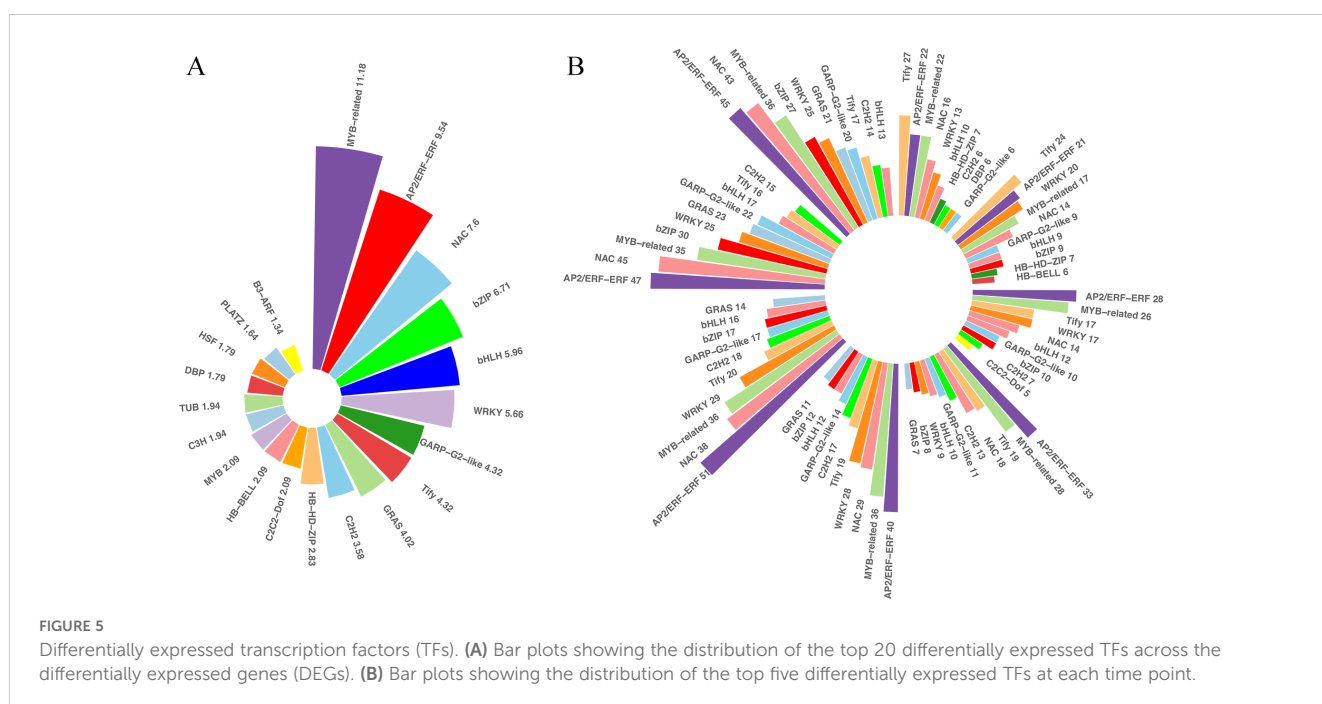 A
MYB-related 11.18
AP2/ERF-ERF 9.54
NAC 7.6
bZIP 6.71
bHLH 5.96
WRKY 5.66
GARP-G2-like 4.32
Tify 4.32
GRAS 4.02
C2H2 3.58
HB-HD-ZIP 2.83
C2C2-Dof 2.09
HB-BELL 2.09
MYB 2.09
C3H 1.94
TUB 1.94
DBP 1.79
HSF 1.79
PLATZ 1.64
B3-ARF 1.34
B
Tify 27
AP2/ERF-ERF 22
MYB-related 22
NAC 16
WRKY 13
bHLH 10
HB-HD-ZIP 7
C2H2 6
DBP 6
GARP-G2-like 6
Tify 24
AP2/ERF-ERF 21
WRKY 20
MYB-related 17
NAC 14
GARP-G2-like 9
bHLH 9
bZIP 9
HB-HD-ZIP 7
HB-BELL 6
AP2/ERF-ERF 28
MYB-related 26
Tify 17
WRKY 17
NAC 14
bHLH 12
GARP-G2-like 10
bZIP 10
C2H2 7
C2C2-Dof 5
AP2/ERF-ERF 33
MYB-related 28
Tify 19
NAC 18
C2H2 13
GARP-G2-like 11
bHLH 10
WRKY 9
bZIP 8
GRAS 7
AP2/ERF-ERF 40
MYB-related 36
NAC 29
WRKY 28
Tify 19
C2H2 17
GARP-G2-like 14
bHLH 12
bZIP 12
GRAS 11
AP2/ERF-ERF 51
NAC 38
MYB-related 36
WRKY 29
Tify 20
C2H2 18
GARP-G2-like 17
bZIP 17
bHLH 16
GRAS 14
AP2/ERF-ERF 47
NAC 45
MYB-related 35
bZIP 30
WRKY 25
GRAS 23
GARP-G2-like 22
bHLH 17
Tify 16
C2H2 15
AP2/ERF-ERF 45
NAC 43
MYB-related 36
bZIP 27
WRKY 25
GRAS 21
GARP-G2-like 20
Tify 17
C2H2 14
bHLH 13
FIGURE 5
Differentially expressed transcription factors (TFs). (A) Bar plots showing the distribution of the top 20 differentially expressed TFs across the
differentially expressed genes (DEGs). (B) Bar plots showing the distribution of the top five differentially expressed TFs at each time point.